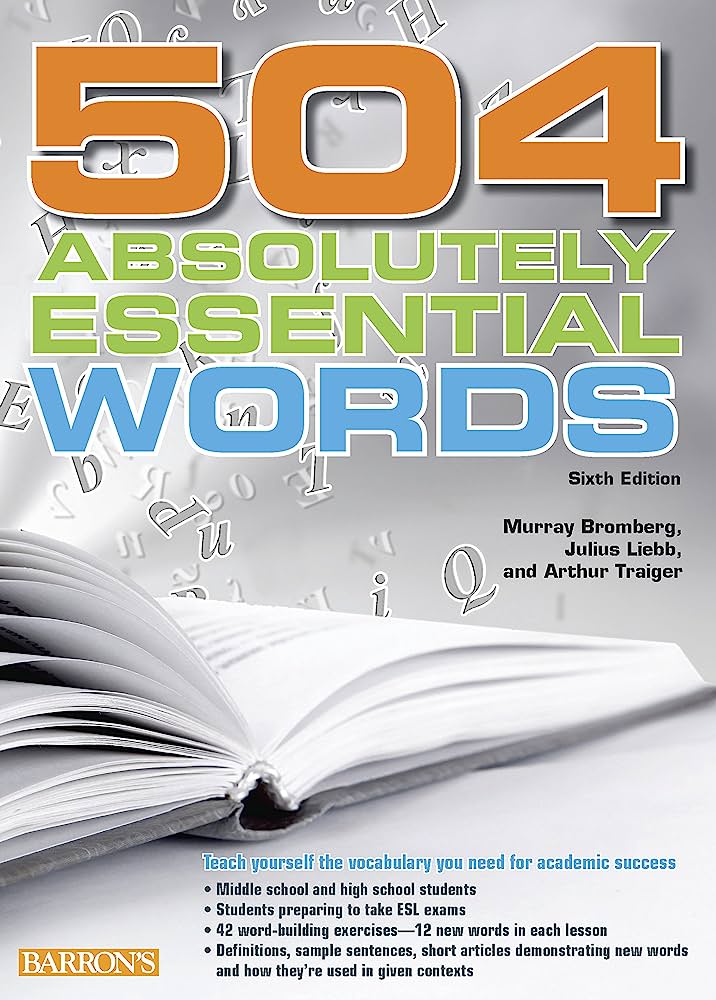 504
ABSOLUTELY
ESSENTIAL
WORDS
Sixth Edition
Murray Bromberg,
Julius Liebb,
and Arthur Traiger
Teach yourself the vocabulary you need for academic success
• Middle school and high school students
• Students preparing to take ESL exams
• 42 word-building exercises—12 new words in each lesson
• Definitions, sample sentences, short articles demonstrating new words
and how they're used in given contexts
BARRON'S